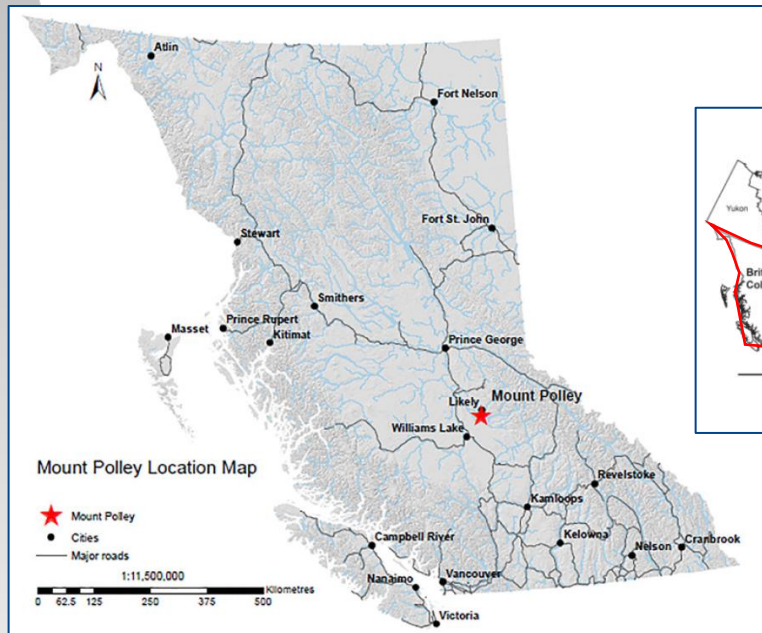 Atlin
N
Fort Nelson
Fort St. John
Stewart
Smithers
Prince Rupert
Masset
Kitimat
Prince George
Likely
Mount Polley
Williams Lake
Mount Polley Location Map
Revelstoke
Kamloops
Mount Polley
Cities
Major roads
Campbell River
Kelowna
Nelson
Cranbrook
1:11,500,000
Kilometres
Nanaimo
Vancouver
0 62.5 125 250 375 500
Victoria
Yukon